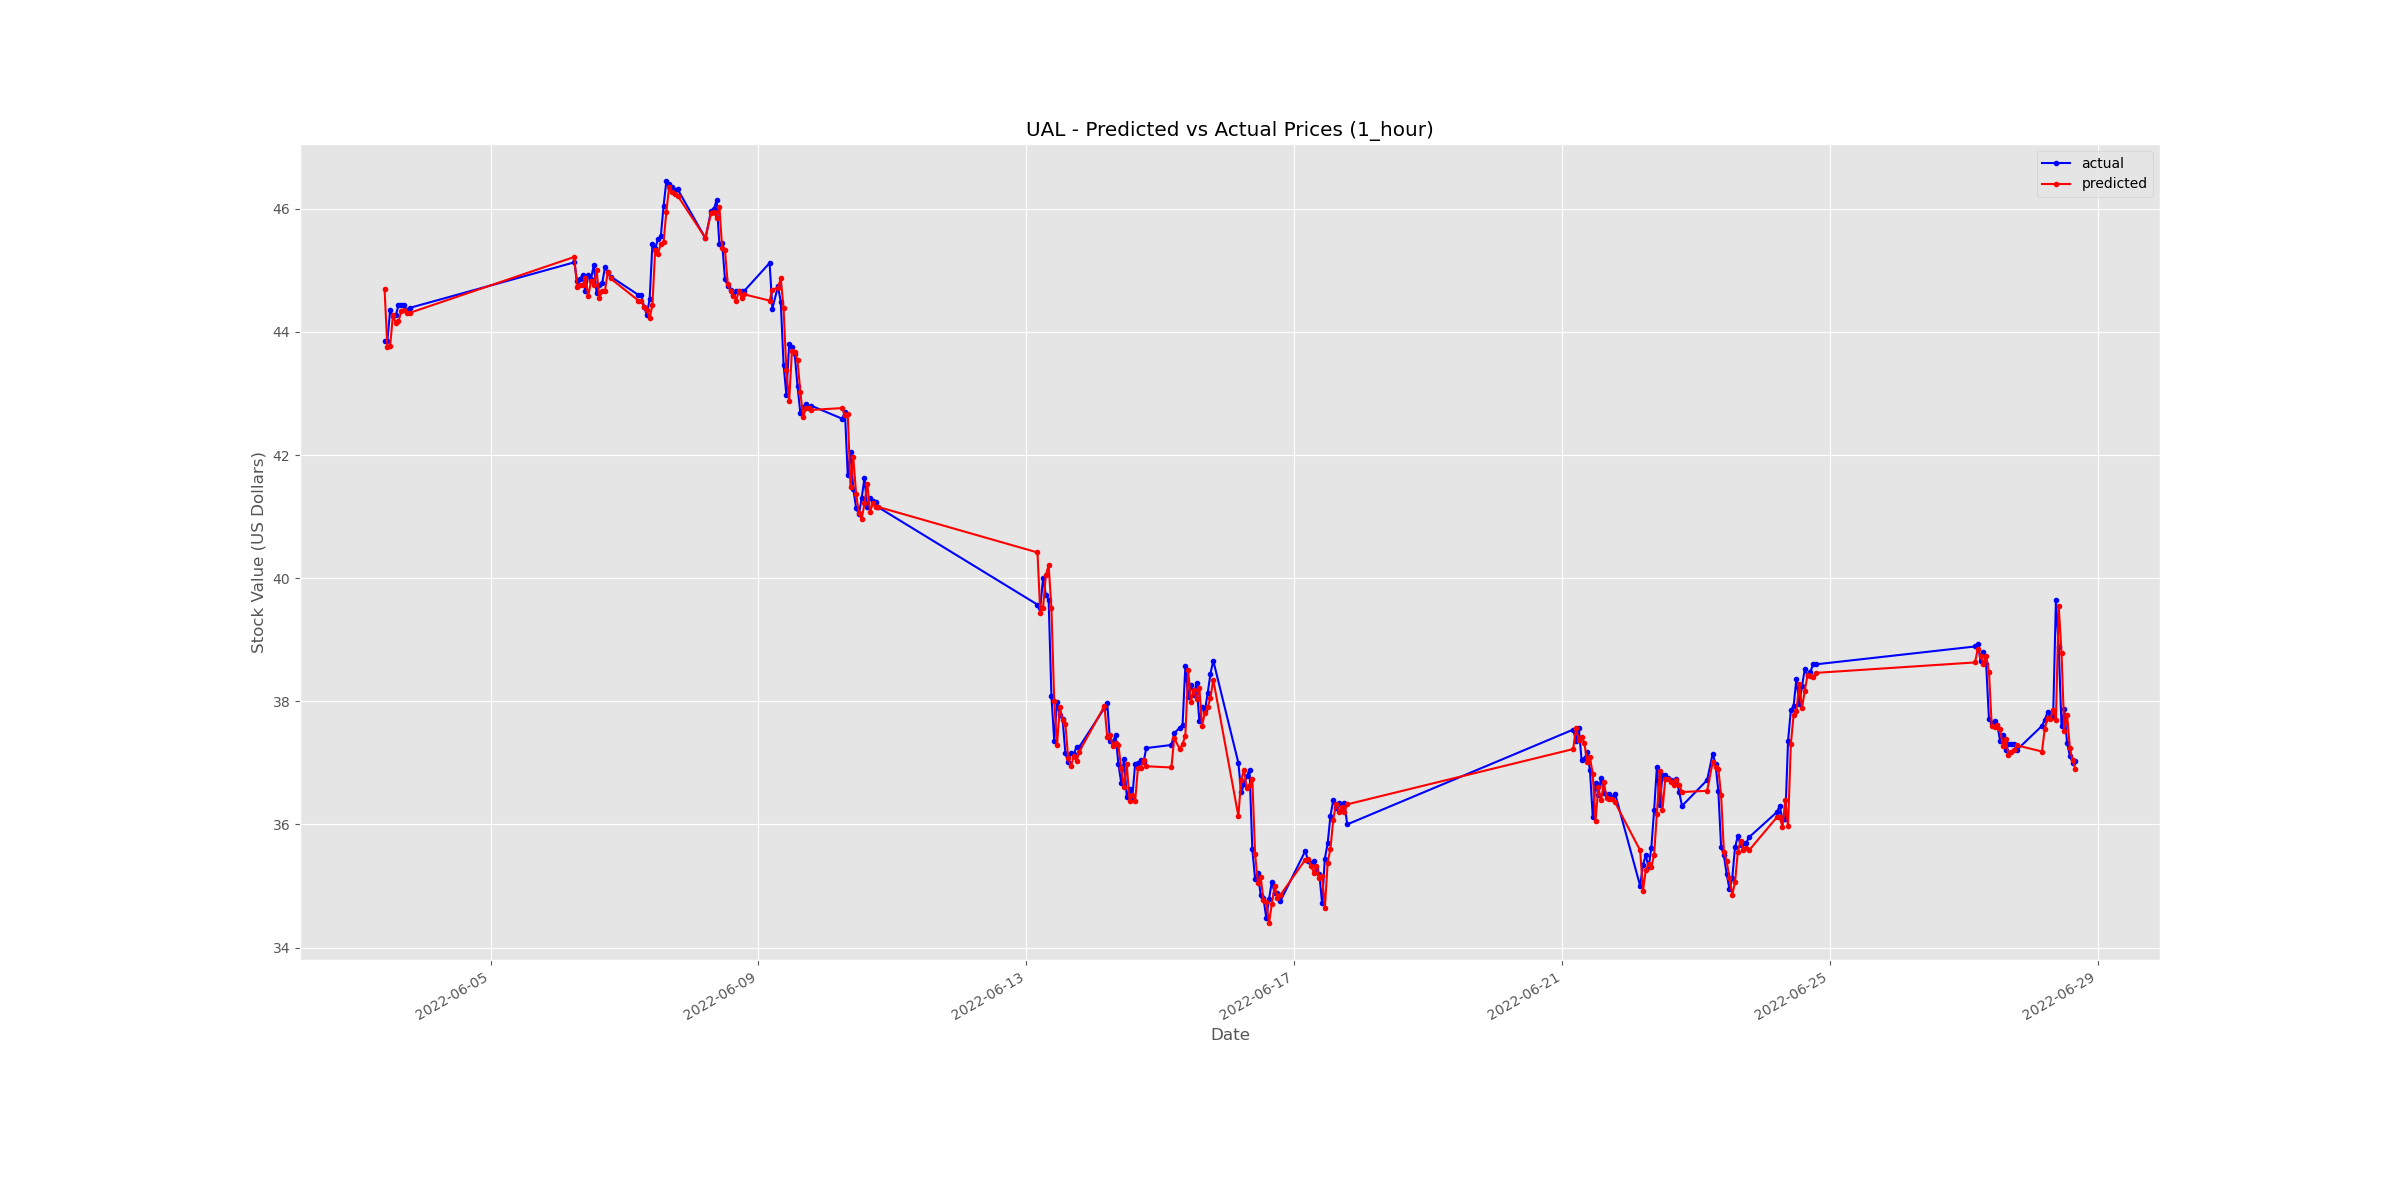 UAL - Predicted vs Actual Prices (1_hour)
actual
predicted
Stock Value (US Dollars)
46
44
42
40
38
36
34
2022-06-05
2022-06-09
2022-06-13
2022-06-17
2022-06-21
2022-06-25
2022-06-29
Date